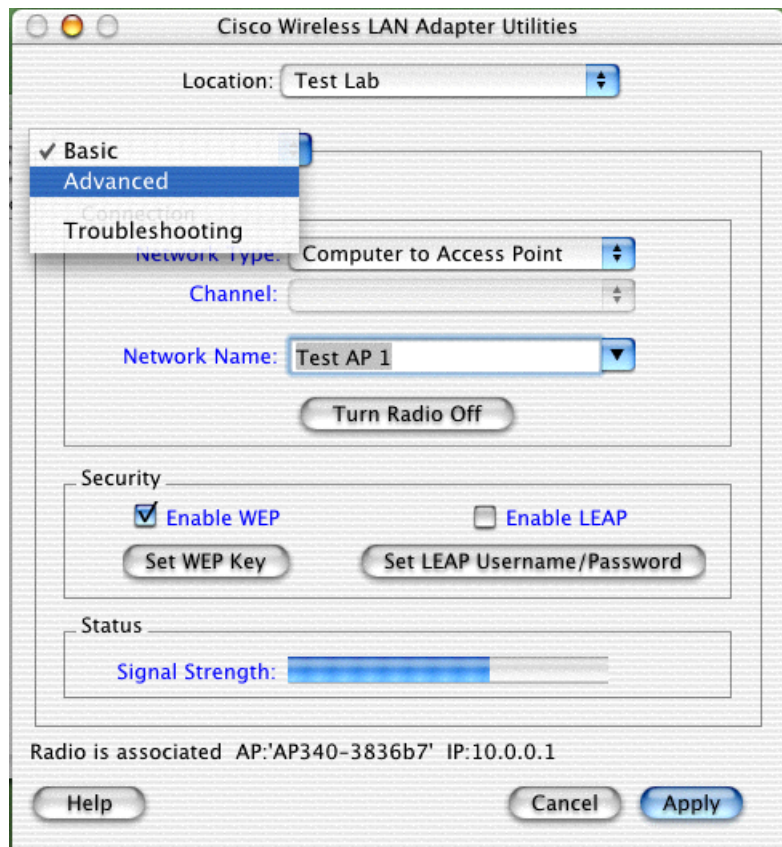 Cisco Wireless LAN Adapter Utilities
Location: Test Lab
✓ Basic
Advanced
Troubleshooting
Connection
Network Type: Computer to Access Point
Channel:
Network Name: Test AP 1
Turn Radio Off
Security
Enable WEP Enable LEAP
Set WEP Key Set LEAP Username/Password
Status
Signal Strength:
Radio is associated AP:'AP340-3836b7' IP:10.0.0.1
Help Cancel Apply